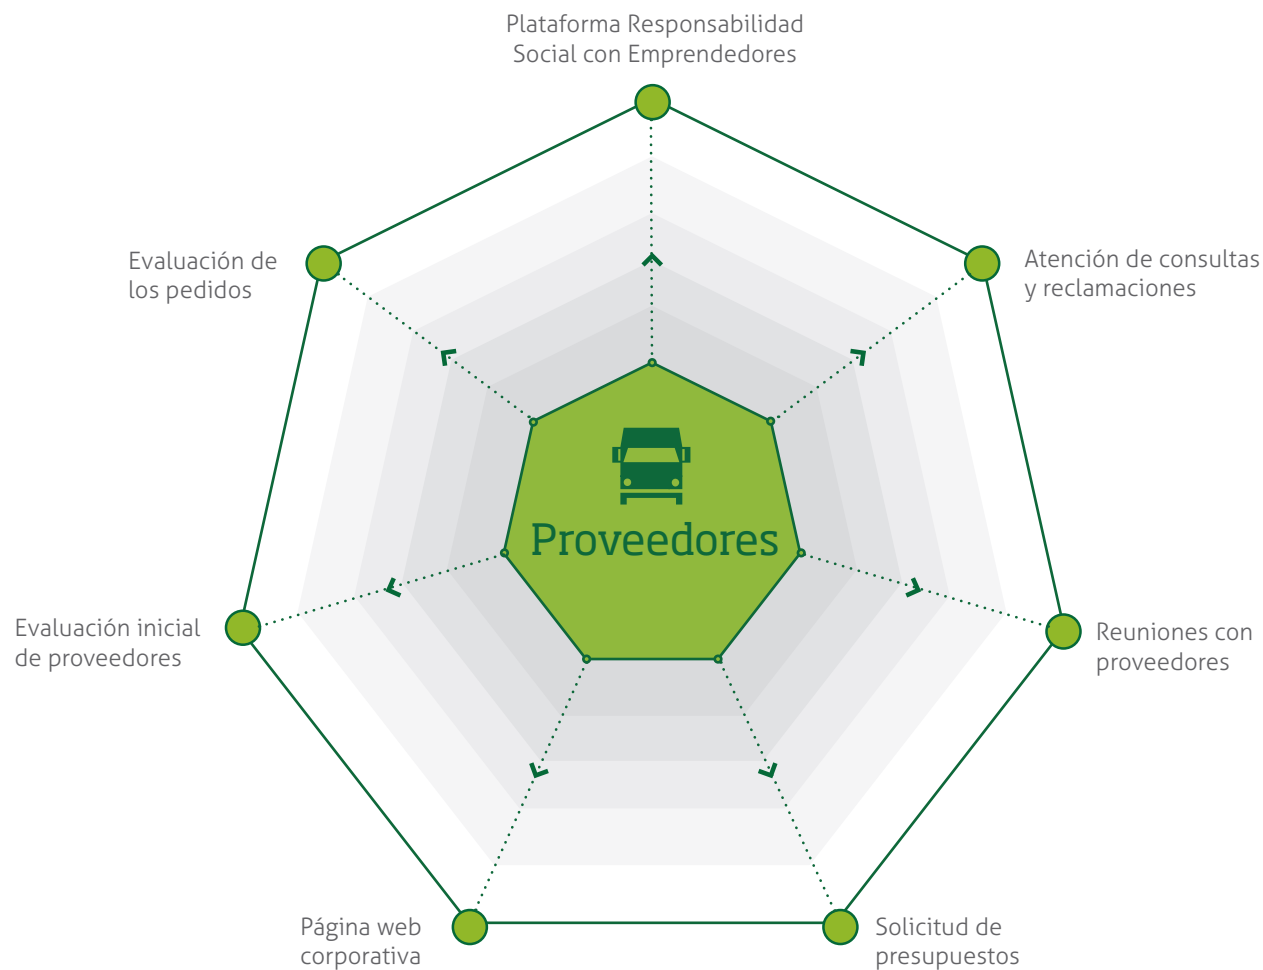 Plataforma Responsabilidad
Social con Emprendedores
Evaluación de
los pedidos
Atención de consultas
y reclamaciones
Proveedores
Evaluación inicial
de proveedores
Reuniones con
proveedores
Página web
corporativa
Solicitud de
presupuestos